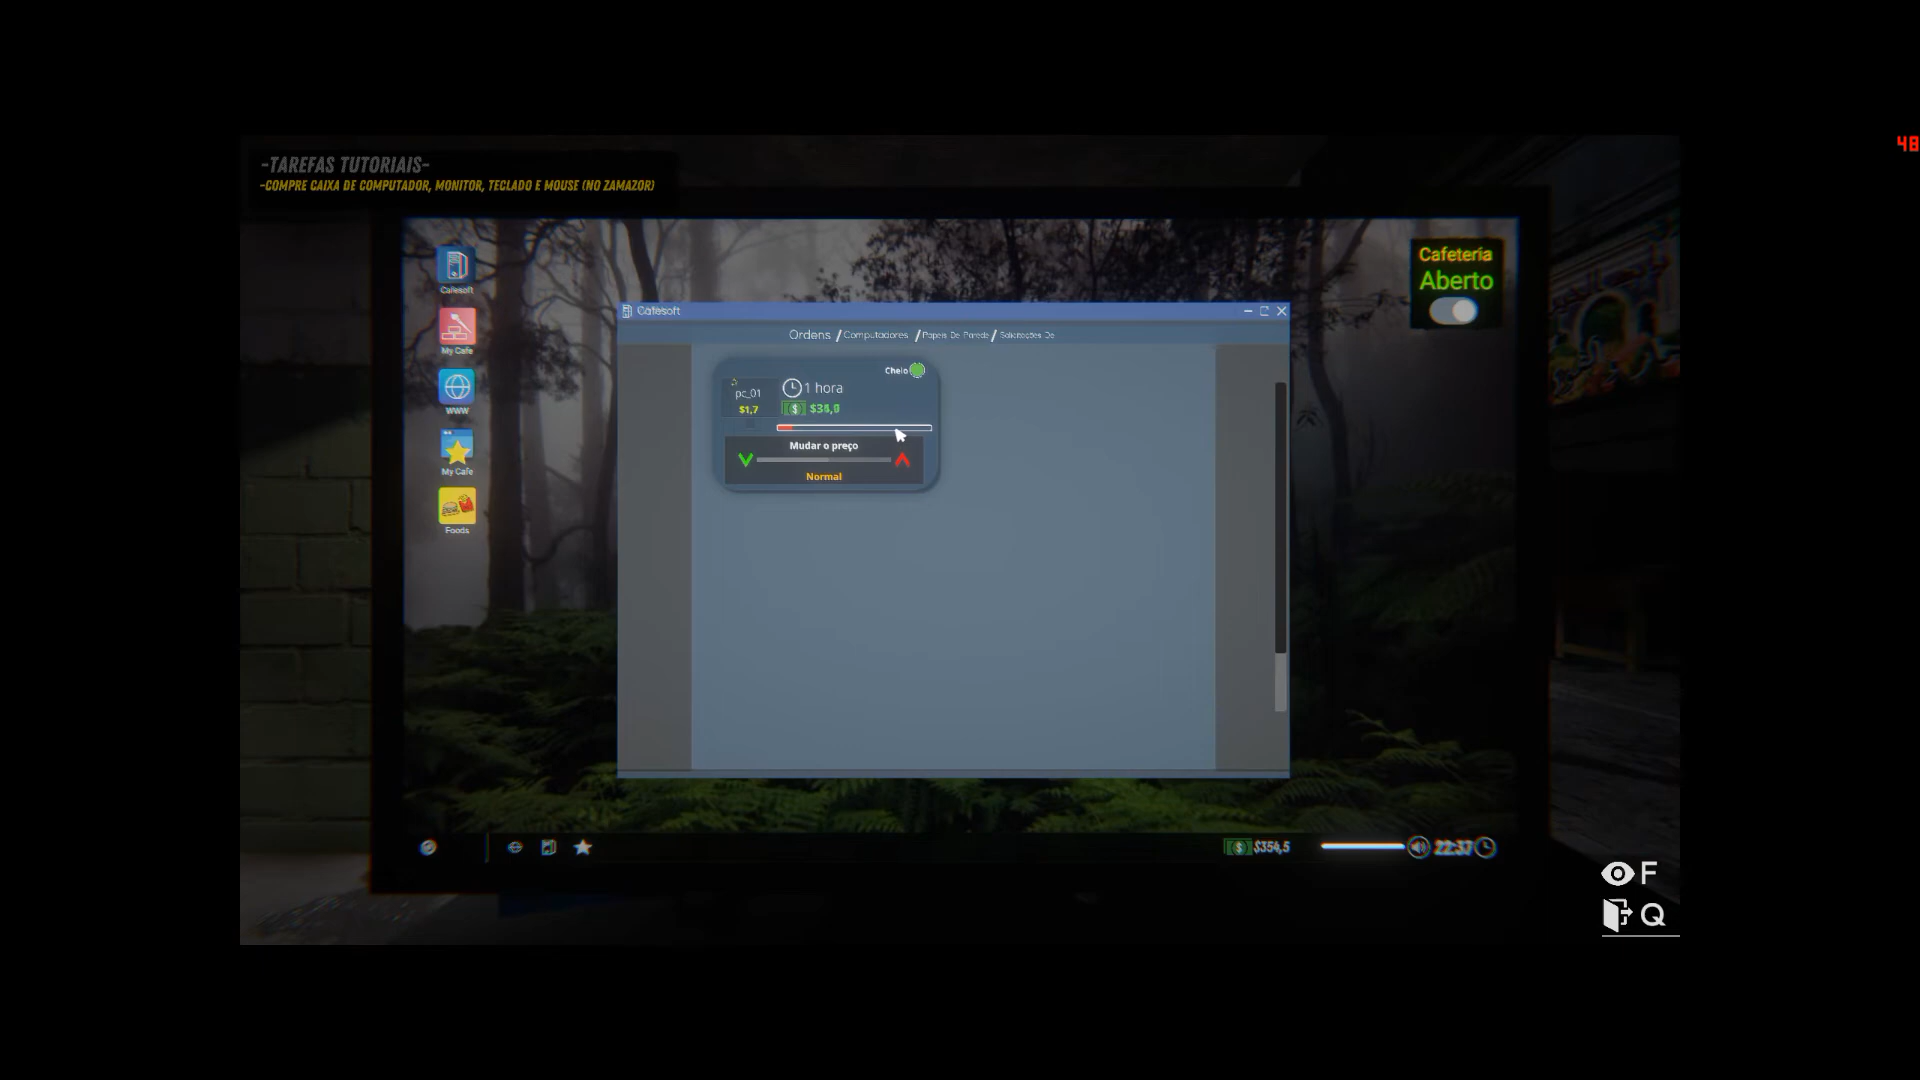 48
-TAREFAS TUTORIAIS-
-COMPRE CAIXA DE COMPUTADOR, MONITOR, TECLADO E MOUSE (NO ZAMAZOR)
Cafesoft
My Cafe
WWW
My Cafe
Foods
Cafeteria
Aberto
Cafesoft
Ordens / Computadores / Papeis De Parede / Solicitações De
Cheio
pc_01
1 hora
$1,7
Mudar o preço
Normal
$354,5
22:37
F
Q